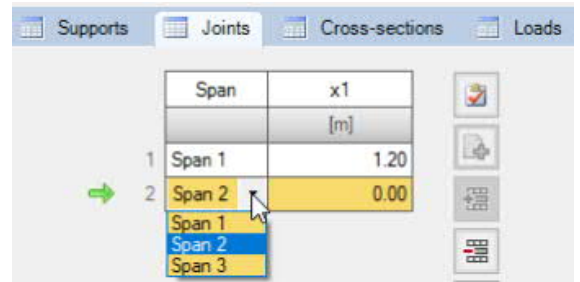 Supports Joints Cross-sections Loads
Span x1
[m]
1 Span 1 1.20
2 Span 2 0.00
Span 1
Span 2
Span 3